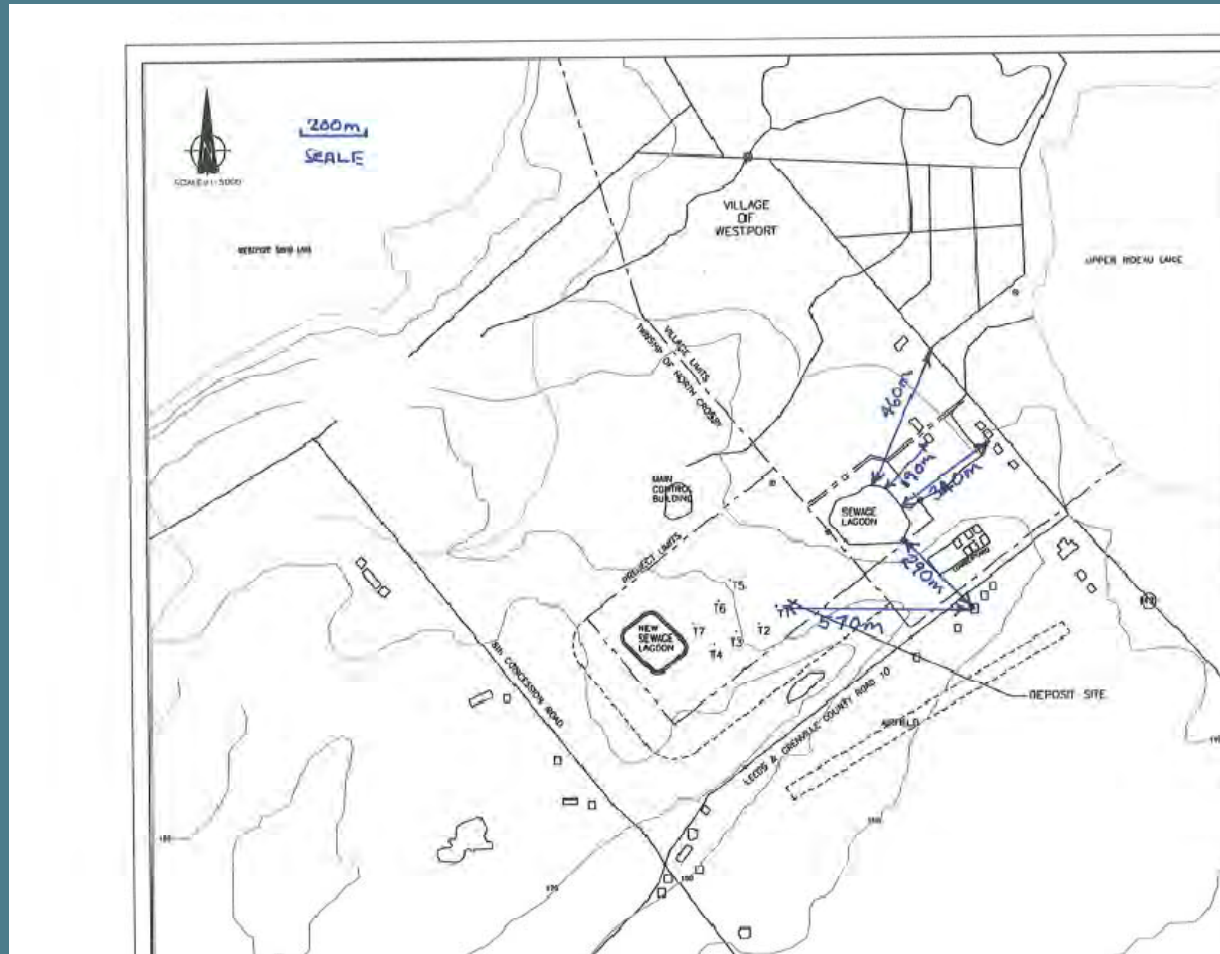 200m
SCALE
VILLAGE
OF
WESTPORT
UPPER RIDEAU LAKE
VILLAGE LIMITS
TOWNSHIP OF NORTH CROSBY
460m
190m
340m
MAIN
CONTROL
BUILDING
SEWAGE
LAGOON
PROJECT LIMITS
290m
T5
T6
T7
T2
T3
T4
570m
NEW
SEWAGE
LAGOON
DEPOSIT SITE
8th CONCESSION ROAD
LEEDS & GRENVILLE COUNTY ROAD 10
AIRFIELD